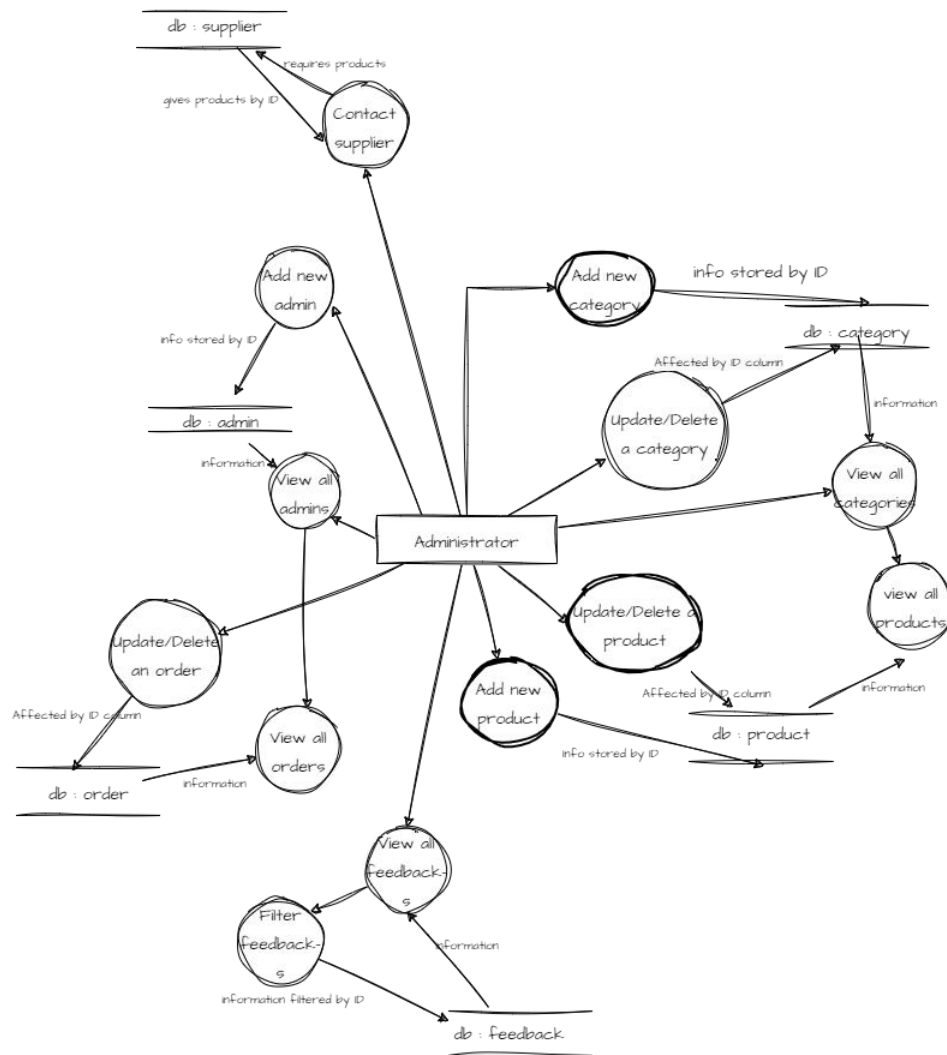 db : supplier
requires products
gives products by ID
Contact
supplier
Add new
admin
Add new
category
info stored by ID
info stored by ID
db : category
Affected by ID column
information
Update/Delete
a category
db : admin
information
View all
admins
View all
categories
Administrator
view all
products
Update/Delete a
product
Update/Delete
an order
Add new
product
Affected by ID column
information
Affected by ID column
db : product
View all
orders
Info stored by ID
information
db : order
View all
feedback-
s
Filter
feedback-
s
information
information filtered by ID
db : feedback